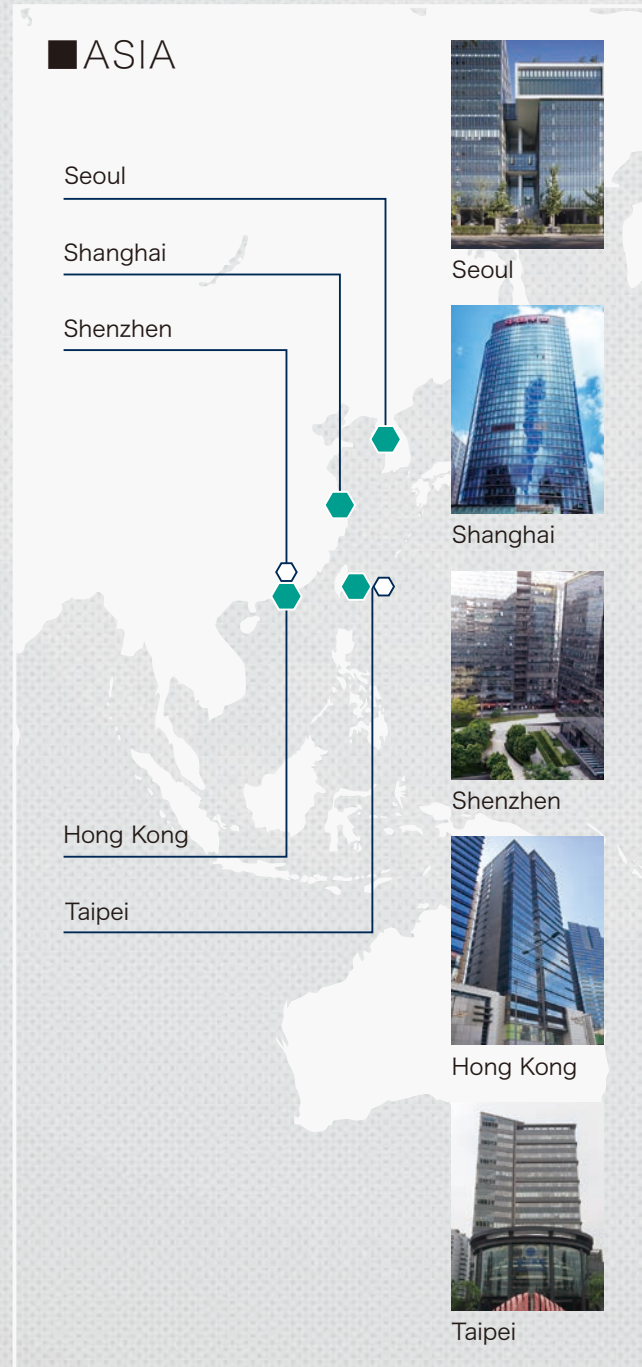 ■ASIA
Seoul
Shanghai
Shenzhen
Hong Kong
Taipei
Seoul
Shanghai
Shenzhen
Hong Kong
Taipei